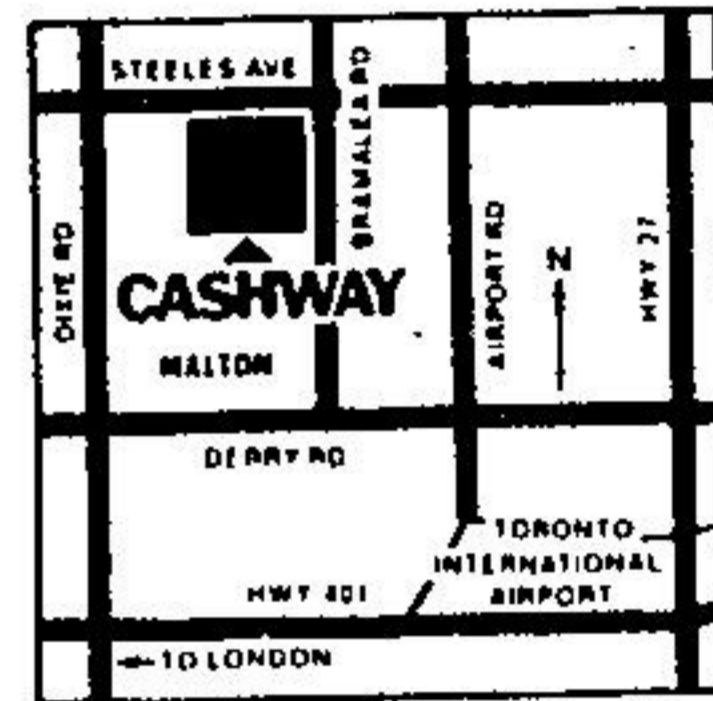 STEELES AVE
BRAMALEA RD
DIXIE RD
AIRPORT RD
N
HWY 27
CASHWAY
MALTON
DERRY RD
TORONTO
INTERNATIONAL
AIRPORT
HWY 401
TO LONDON